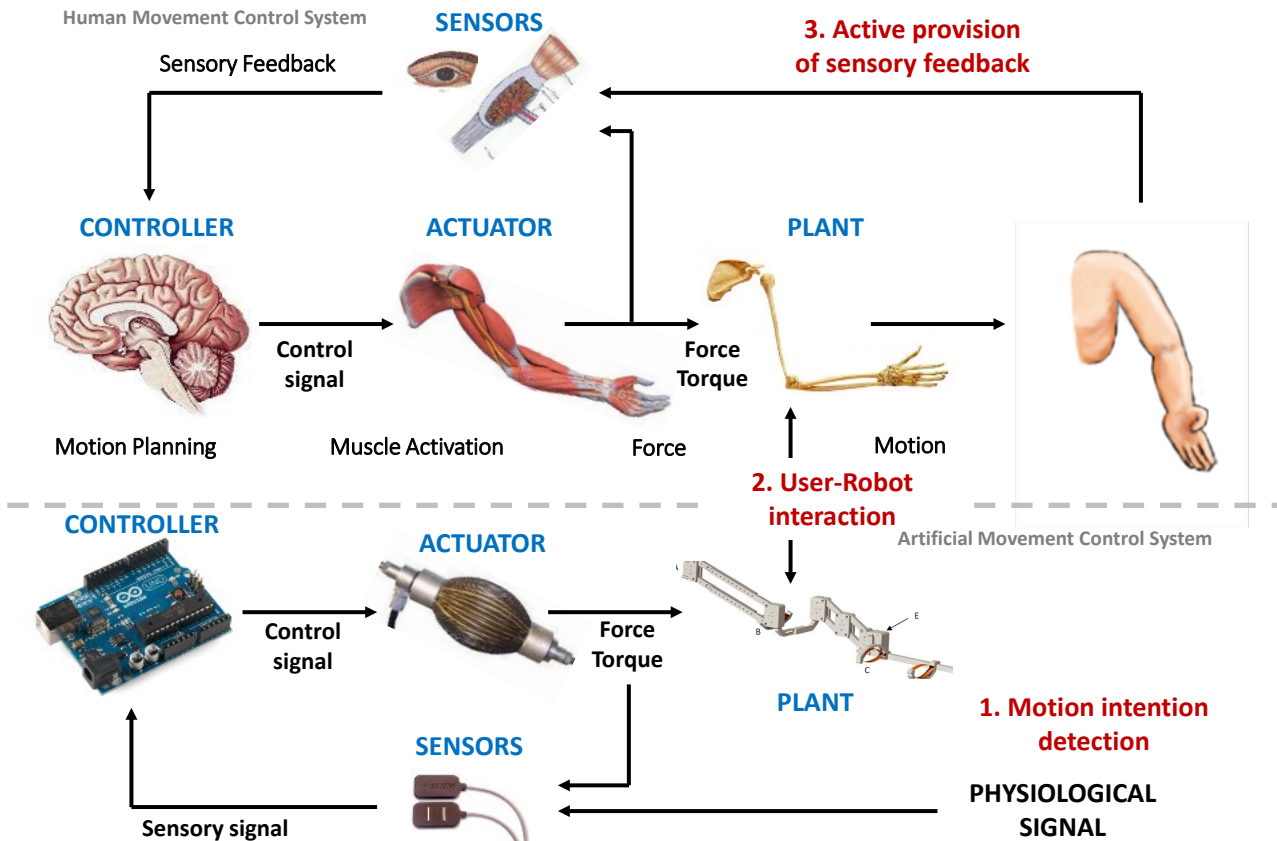 Human Movement Control System
SENSORS
3. Active provision
of sensory feedback
Sensory Feedback
CONTROLLER
ACTUATOR
PLANT
Control
signal
Force
Torque
Motion Planning
Muscle Activation
Force
Motion
2. User-Robot
interaction
CONTROLLER
ACTUATOR
Artificial Movement Control System
UNO
ARDUINO
A
B
C
E
Control
signal
Force
Torque
PLANT
1. Motion intention
detection
SENSORS
PHYSIOLOGICAL
SIGNAL
Sensory signal